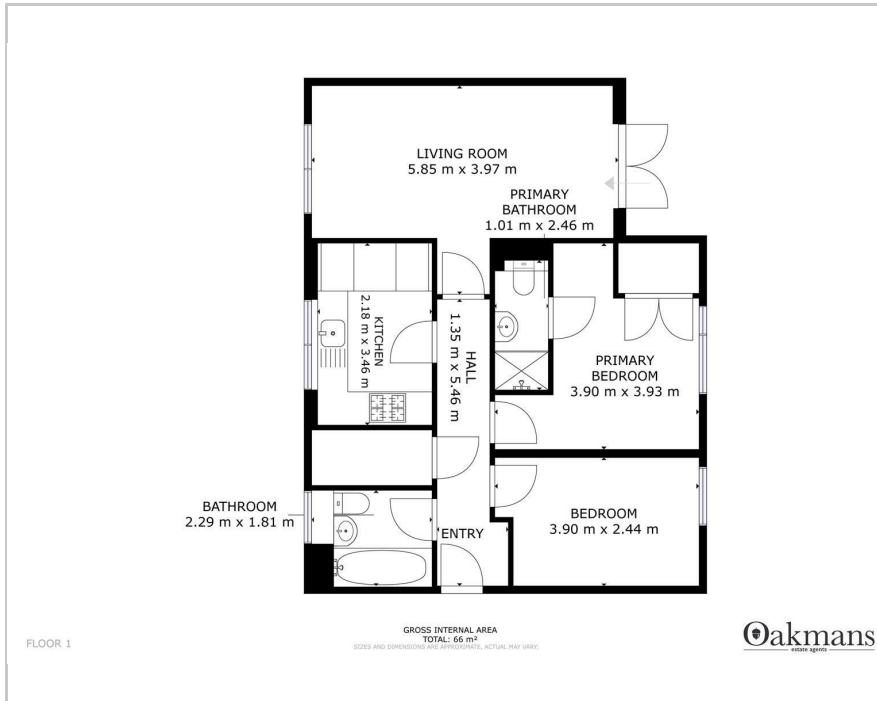 LIVING ROOM
5.85 m x 3.97 m
PRIMARY
BATHROOM
1.01 m x 2.46 m
KITCHEN
2.18 m x 3.46 m
HALL
1.35 m x 5.46 m
PRIMARY
BEDROOM
3.90 m x 3.93 m
BATHROOM
2.29 m x 1.81 m
ENTRY
BEDROOM
3.90 m x 2.44 m
FLOOR 1
GROSS INTERNAL AREA
TOTAL: 66 m²
SIZES AND DIMENSIONS ARE APPROXIMATE, ACTUAL MAY VARY.
Oakmans
estate agents